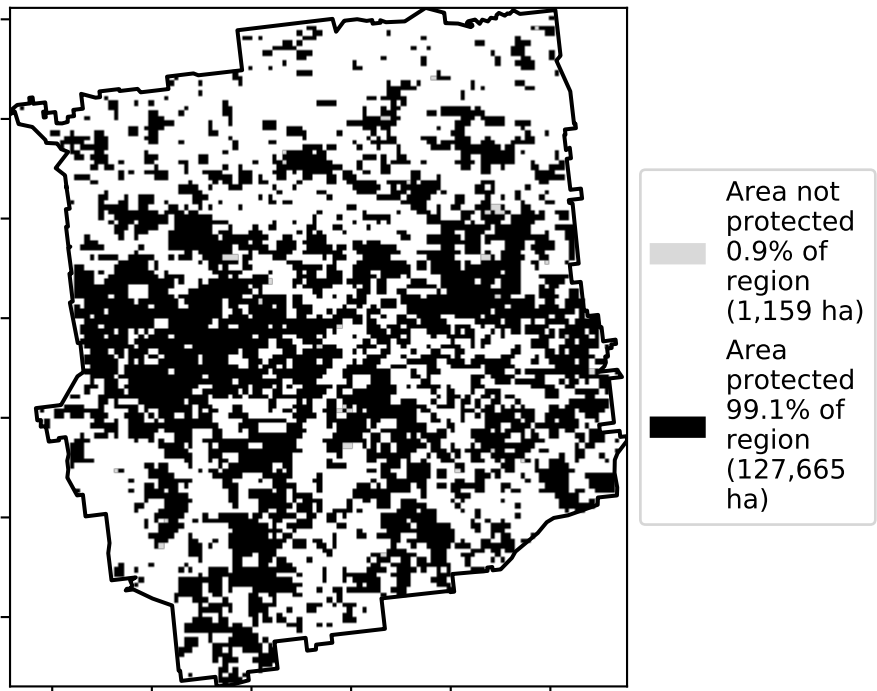 Area not
protected
0.9% of
region
(1,159 ha)
Area
protected
99.1% of
region
(127,665
ha)